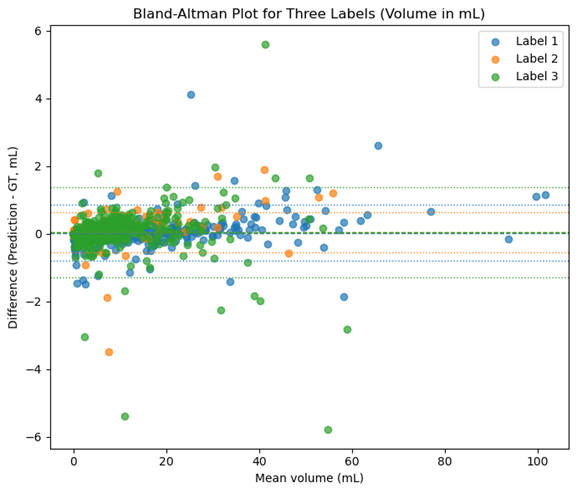 Bland-Altman Plot for Three Labels (Volume in mL)
Label 1
Label 2
Label 3
Difference (Prediction - GT, mL)
6
4
2
0
−2
−4
−6
0 20 40 60 80 100
Mean volume (mL)